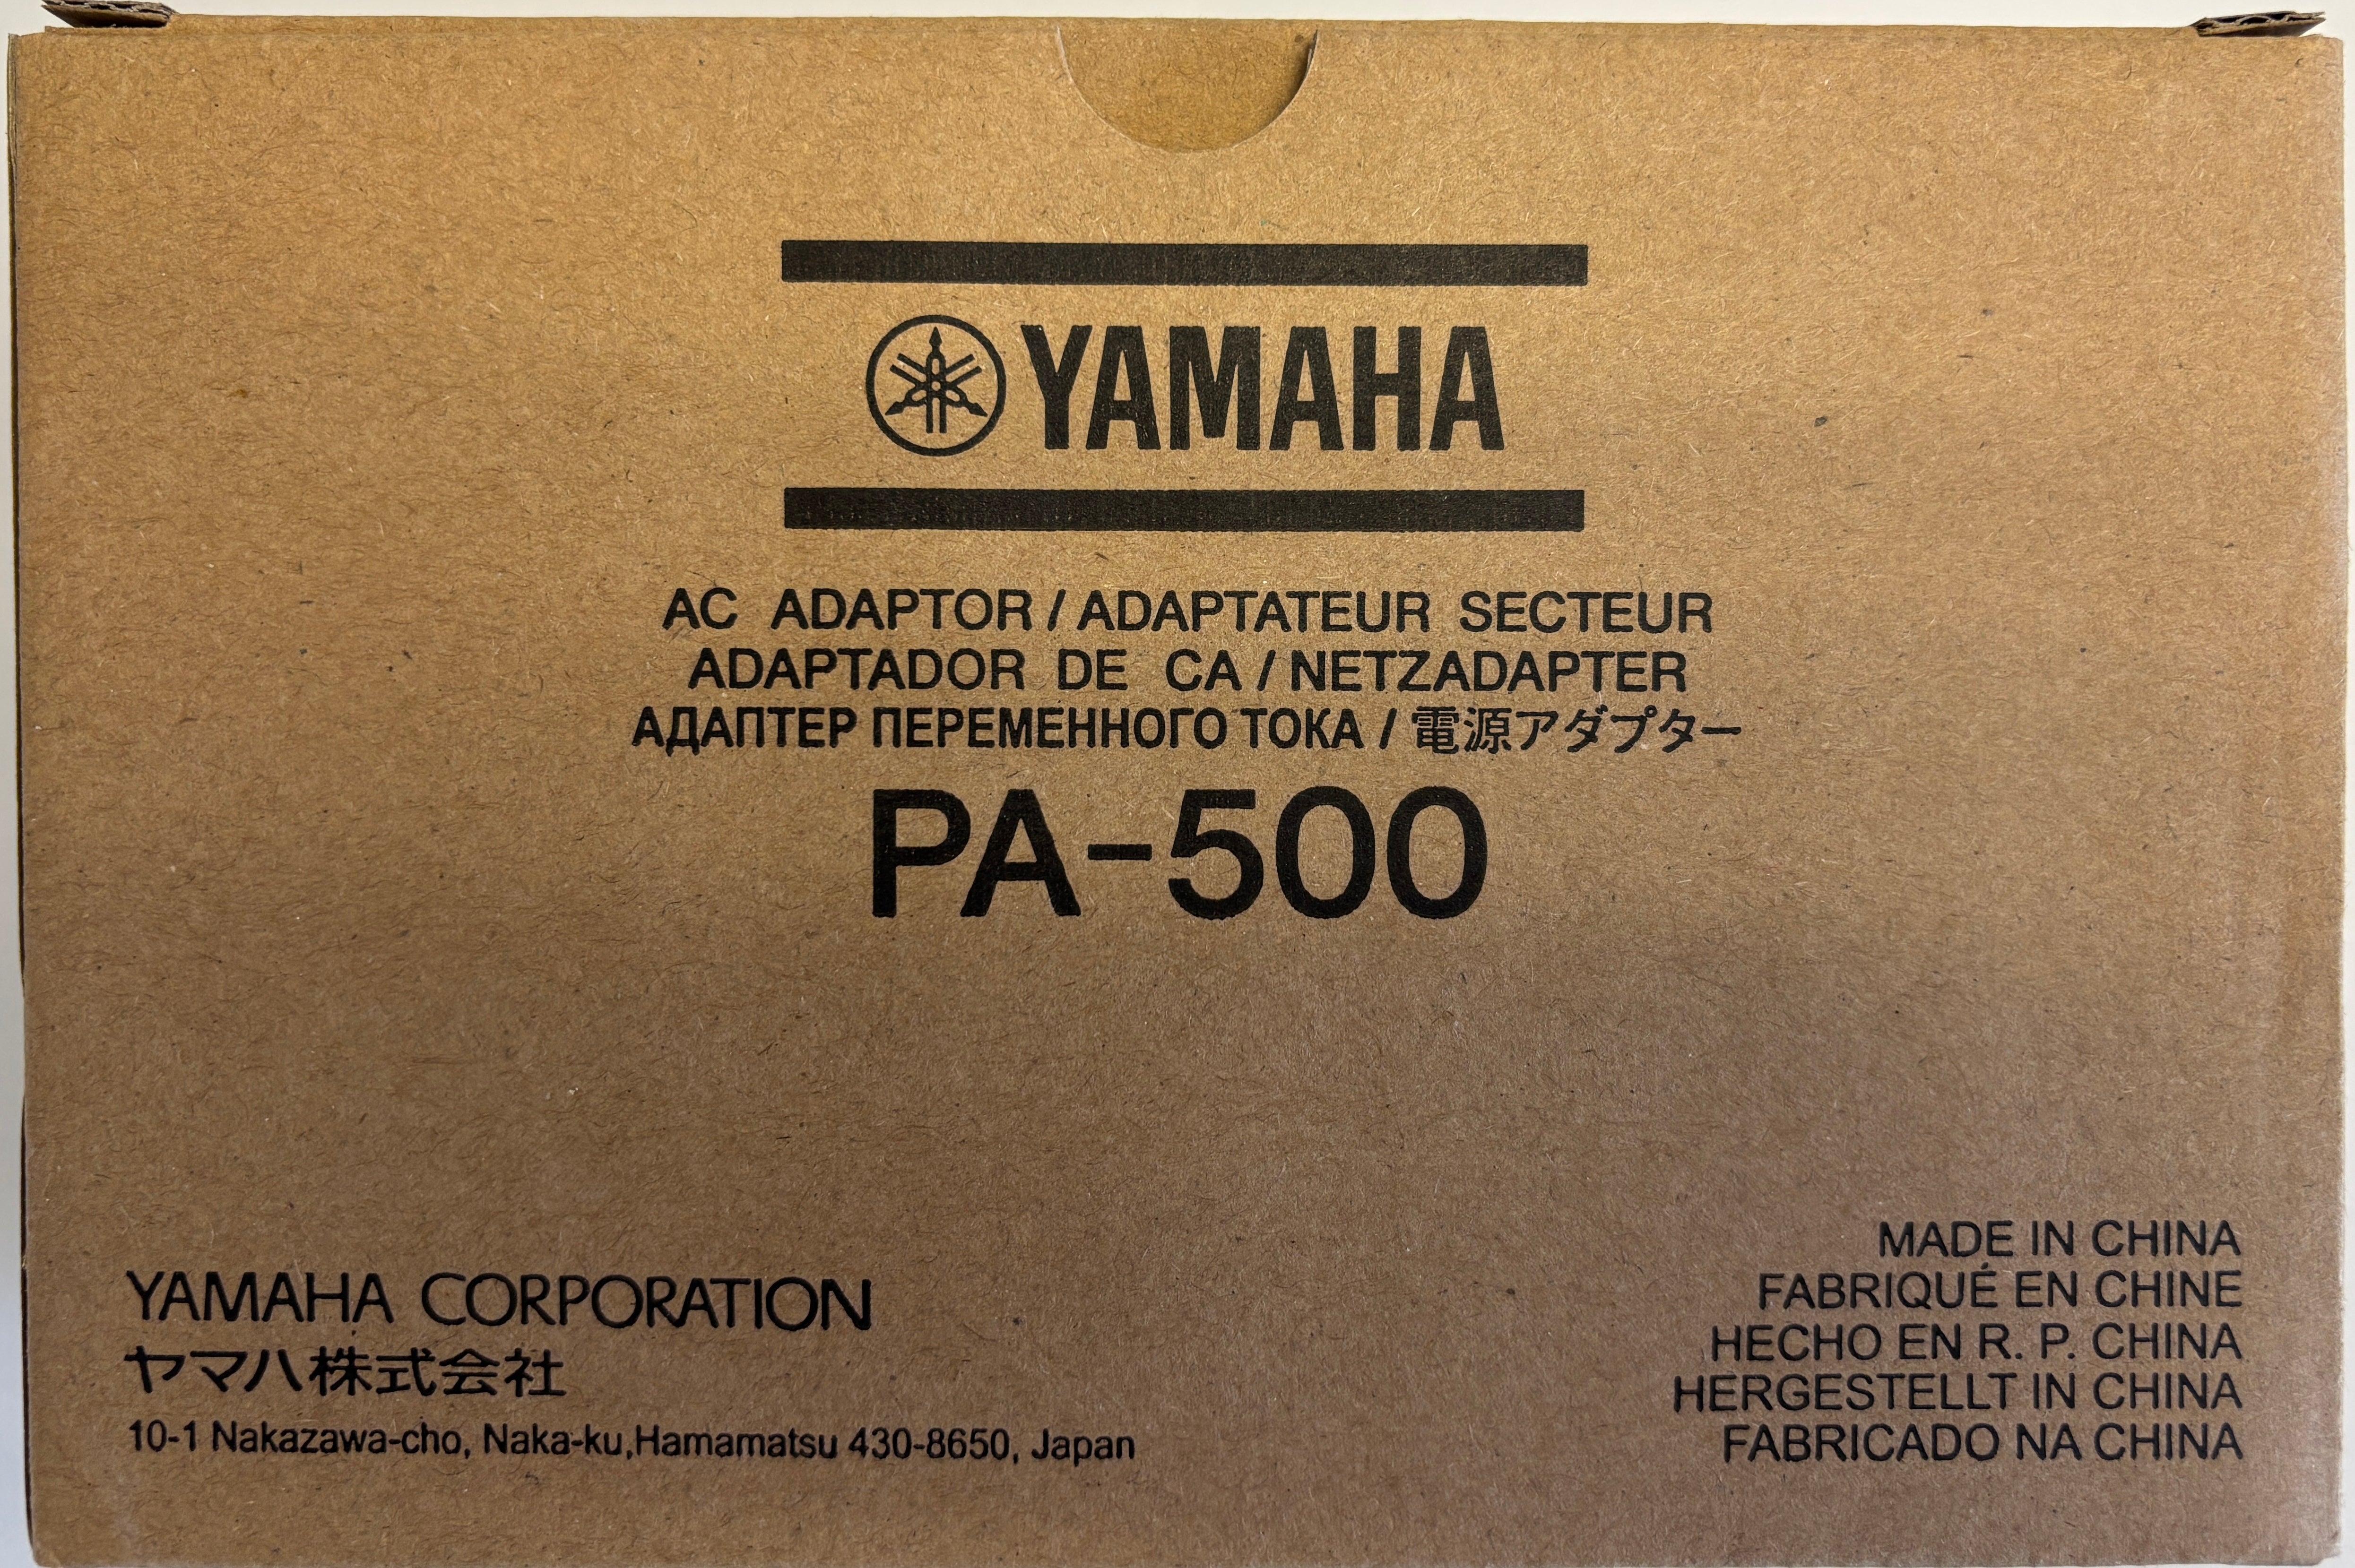 YAMAHA
AC ADAPTOR / ADAPTATEUR SECTEUR
ADAPTADOR DE CA / NETZADAPTER
АДАПТЕР ПЕРЕМЕННОГО ТОКА / 電源アダプター
PA-500
YAMAHA CORPORATION
ヤマハ株式会社
10-1 Nakazawa-cho, Naka-ku,Hamamatsu 430-8650, Japan
MADE IN CHINA
FABRIQUÉ EN CHINE
HECHO EN R. P. CHINA
HERGESTELLT IN CHINA
FABRICADO NA CHINA